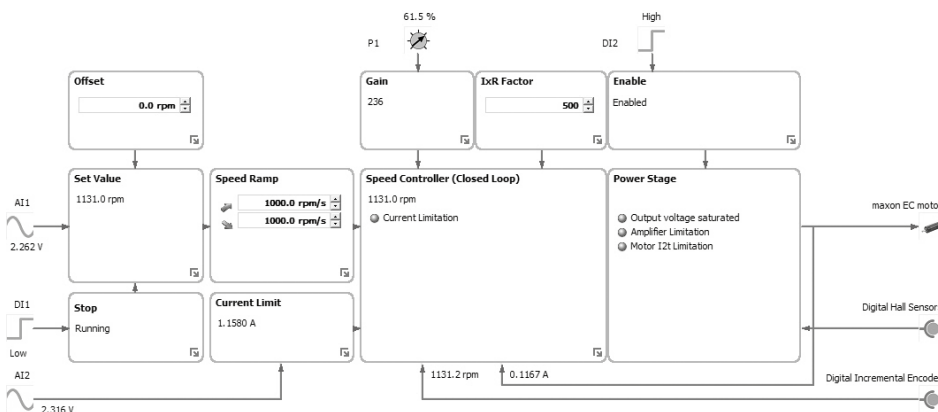 61.5 %
High
P1
DI2
Offset
0.0 rpm
Gain
236
IxR Factor
500
Enable
Enabled
Set Value
1131.0 rpm
Speed Ramp
1000.0 rpm/s
1000.0 rpm/s
Speed Controller (Closed Loop)
1131.0 rpm
Current Limitation
Power Stage
Output voltage saturated
Amplifier Limitation
Motor I2t Limitation
AI1
2.262 V
maxon EC moto
DI1
Low
Stop
Running
Current Limit
1.1580 A
Digital Hall Sensor
AI2
2.316 V
1131.2 rpm
0.1167 A
Digital Incremental Encode